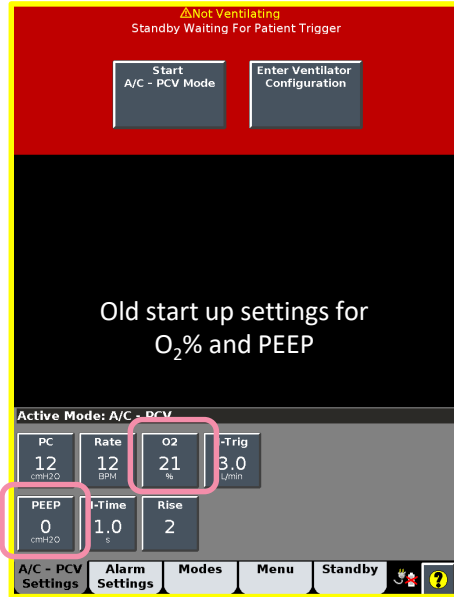 ⚠Not Ventilating
Standby Waiting For Patient Trigger
Start
A/C - PCV Mode
Enter Ventilator
Configuration
Old start up settings for
O₂% and PEEP
Active Mode: A/C - PCV
PC
12
cmH2O
Rate
12
BPM
O2
21
%
-Trig
3.0
L/min
PEEP
0
cmH2O
I-Time
1.0
s
Rise
2
A/C - PCV
Settings
Alarm
Settings
Modes
Menu
Standby
?